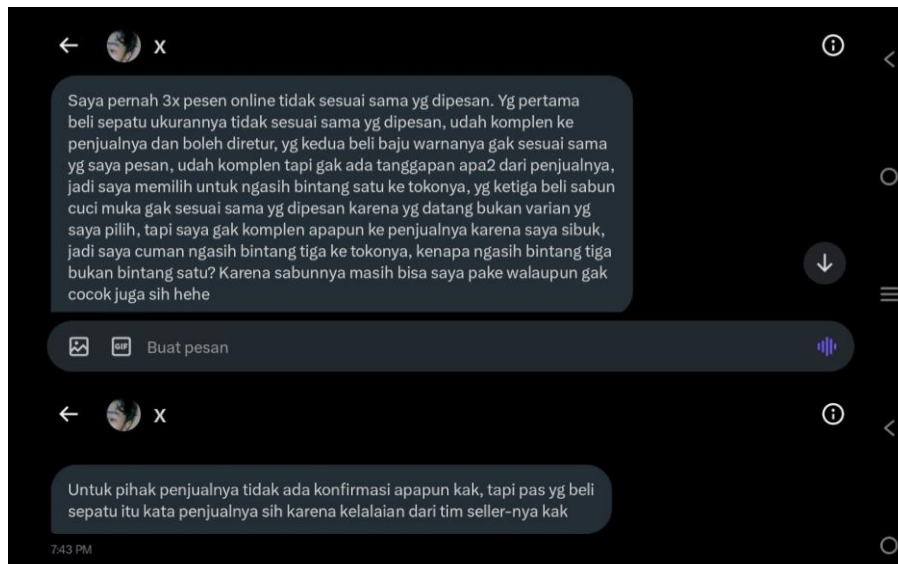 X
Saya pernah 3x pesen online tidak sesuai sama yg dipesan. Yg pertama
beli sepatu ukurannya tidak sesuai sama yg dipesan, udah komplen ke
penjualnya dan boleh diretur, yg kedua beli baju warnanya gak sesuai sama
yg saya pesan, udah komplen tapi gak ada tanggapan apa2 dari penjualnya,
jadi saya memilih untuk ngasih bintang satu ke tokonya, yg ketiga beli sabun
cuci muka gak sesuai sama yg dipesan karena yg datang bukan varian yg
saya pilih, tapi saya gak komplen apapun ke penjualnya karena saya sibuk,
jadi saya cuman ngasih bintang tiga ke tokonya, kenapa ngasih bintang tiga
bukan bintang satu? Karena sabunnya masih bisa saya pake walaupun gak
cocok juga sih hehe
GIF Buat pesan
X
Untuk pihak penjualnya tidak ada konfirmasi apapun kak, tapi pas yg beli
sepatu itu kata penjualnya sih karena kelalaian dari tim seller-nya kak
7:43 PM